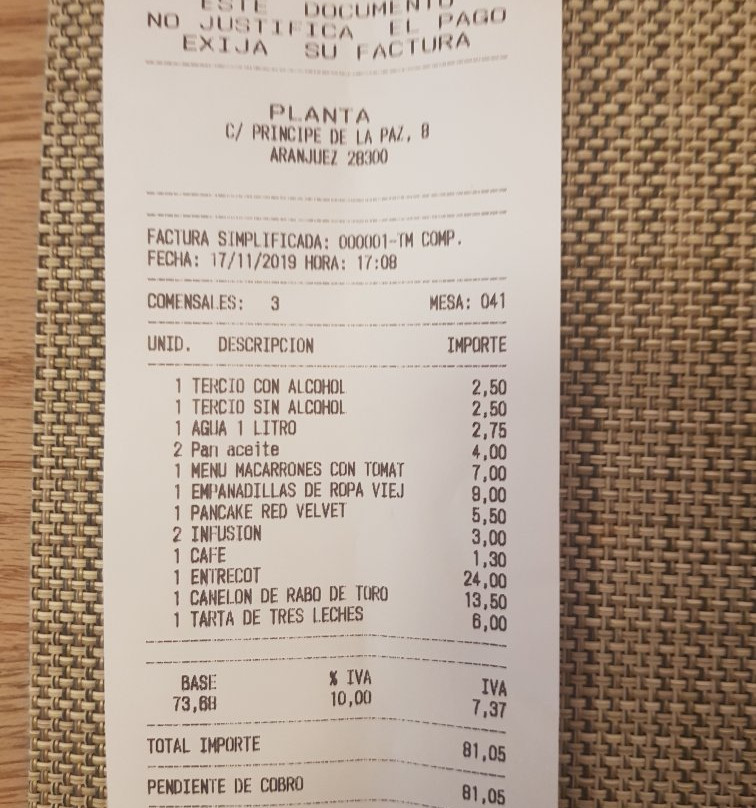 ESTE DOCUMENTO
NO JUSTIFICA EL PAGO
EXIJA SU FACTURA
PLANTA
C/ PRINCIPE DE LA PAZ, 8
ARANJUEZ 28300
FACTURA SIMPLIFICADA: 000001-TM COMP.
FECHA: 17/11/2019 HORA: 17:08
COMENSALES: 3 MESA: 041
UNID. DESCRIPCION IMPORTE
1 TERCIO CON ALCOHOL 2,50
1 TERCIO SIN ALCOHOL 2,50
1 AGUA 1 LITRO 2,75
2 Pan aceite 4,00
1 MENU MACARRONES CON TOMAT 7,00
1 EMPANADILLAS DE ROPA VIEJ 9,00
1 PANCAKE RED VELVET 5,50
2 INFUSION 3,00
1 CAFE 1,30
1 ENTRECOT 24,00
1 CANELON DE RABO DE TORO 13,50
1 TARTA DE TRES LECHES 6,00
BASE % IVA IVA
73,68 10,00 7,37
TOTAL IMPORTE 81,05
PENDIENTE DE COBRO 81,05